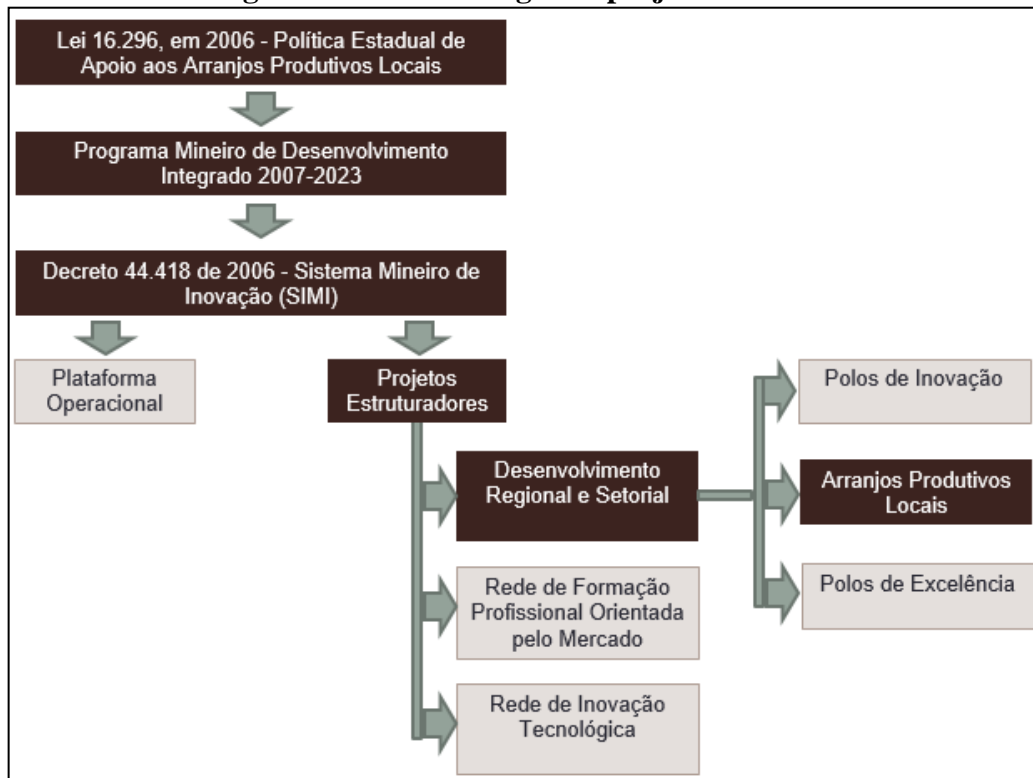 Lei 16.296, em 2006 - Política Estadual de
Apoio aos Arranjos Produtivos Locais
Programa Mineiro de Desenvolvimento
Integrado 2007-2023
Decreto 44.418 de 2006 - Sistema Mineiro de
Inovação (SIMI)
Plataforma
Operacional
Projetos
Estruturadores
Polos de Inovação
Desenvolvimento
Regional e Setorial
Arranjos Produtivos
Locais
Rede de Formação
Profissional Orientada
pelo Mercado
Polos de Excelência
Rede de Inovação
Tecnológica